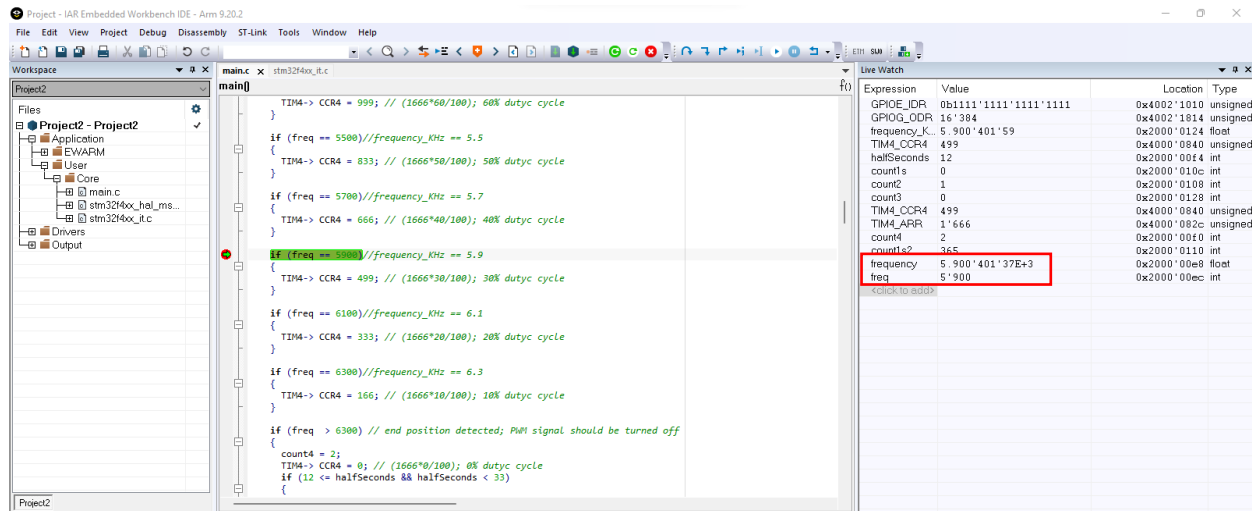 Project - IAR Embedded Workbench IDE - Arm 9.20.2
File Edit View Project Debug Disassembly ST-Link Tools Window Help
ETM SWO
Workspace
Project2
Files
Project2 - Project2
Application
EWARM
User
Core
main.c
stm32f4xx_hal_ms...
stm32f4xx_it.c
Drivers
Output
Project2
main.c stm32f4xx_it.c
main()
f()
TIM4-> CCR4 = 999; // (1666*60/100); 60% dutyc cycle
}
if (freq == 5500)//frequency_KHz == 5.5
{
TIM4-> CCR4 = 833; // (1666*50/100); 50% dutyc cycle
}
if (freq == 5700)//frequency_KHz == 5.7
{
TIM4-> CCR4 = 666; // (1666*40/100); 40% dutyc cycle
}
if (freq == 5900)//frequency_KHz == 5.9
{
TIM4-> CCR4 = 499; // (1666*30/100); 30% dutyc cycle
}
if (freq == 6100)//frequency_KHz == 6.1
{
TIM4-> CCR4 = 333; // (1666*20/100); 20% dutyc cycle
}
if (freq == 6300)//frequency_KHz == 6.3
{
TIM4-> CCR4 = 166; // (1666*10/100); 10% dutyc cycle
}
if (freq > 6300) // end position detected; PWM signal should be turned off
{
count4 = 2;
TIM4-> CCR4 = 0; // (1666*0/100); 0% dutyc cycle
if (12 <= halfSeconds && halfSeconds < 33)
{
Live Watch
Expression Value Location Type
GPIOE_IDR 0b1111'1111'1111'1111 0x4002'1010 unsigned
GPIOG_ODR 16'384 0x4002'1814 unsigned
frequency_K... 5.900'401'59 0x2000'0124 float
TIM4_CCR4 499 0x4000'0840 unsigned
halfSeconds 12 0x2000'00f4 int
count1s 0 0x2000'010c int
count2 1 0x2000'0108 int
count3 0 0x2000'0128 int
TIM4_CCR4 499 0x4000'0840 unsigned
TIM4_ARR 1'666 0x4000'082c unsigned
count4 2 0x2000'00f0 int
count1s2 365 0x2000'0110 int
frequency 5.900'401'37E+3 0x2000'00e8 float
freq 5'900 0x2000'00ec int
<click to add>